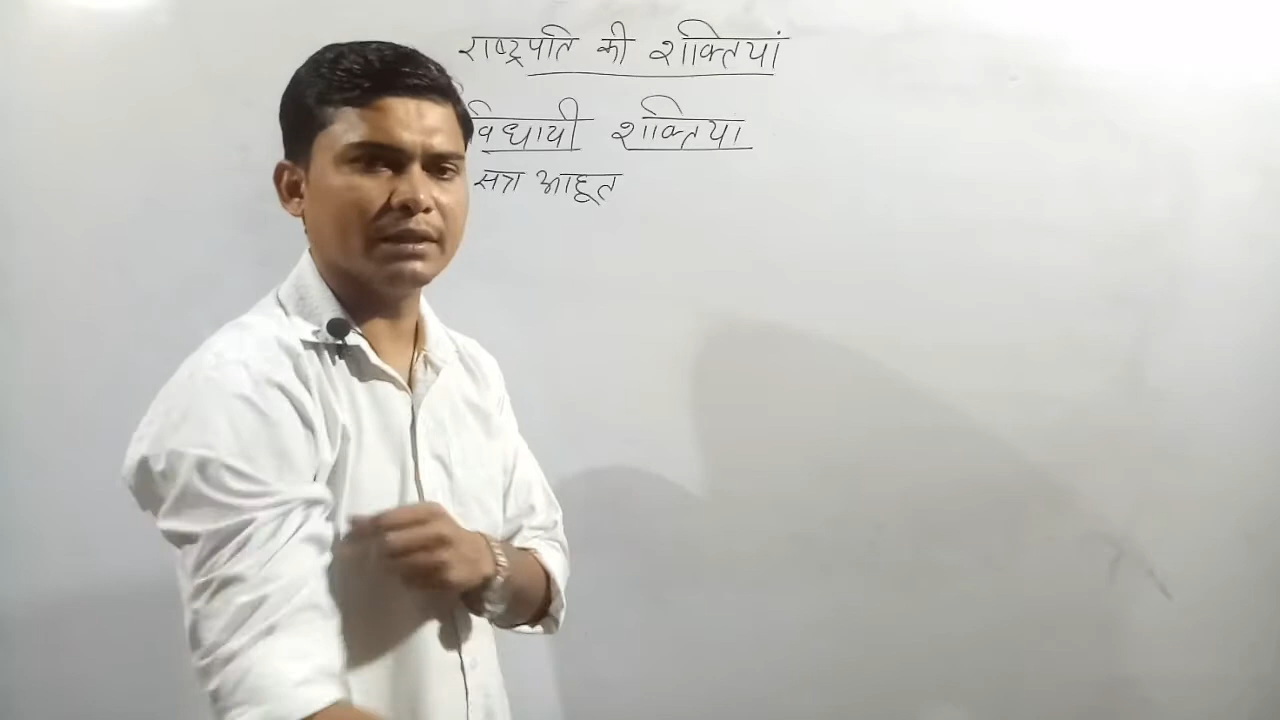 राष्ट्रपति की शक्तियां
विधायी शक्तिया
सत्र आहूत